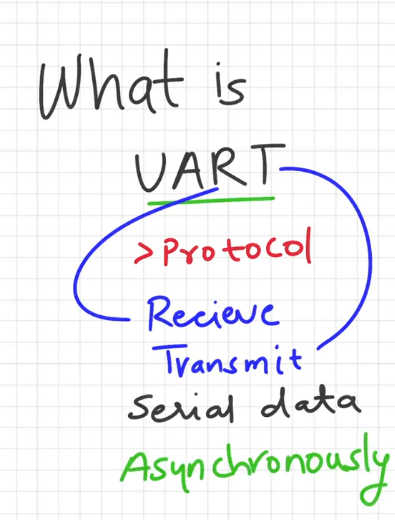 What is
UART
>Protocol
Recieve
Transmit
Serial data
Asynchronously